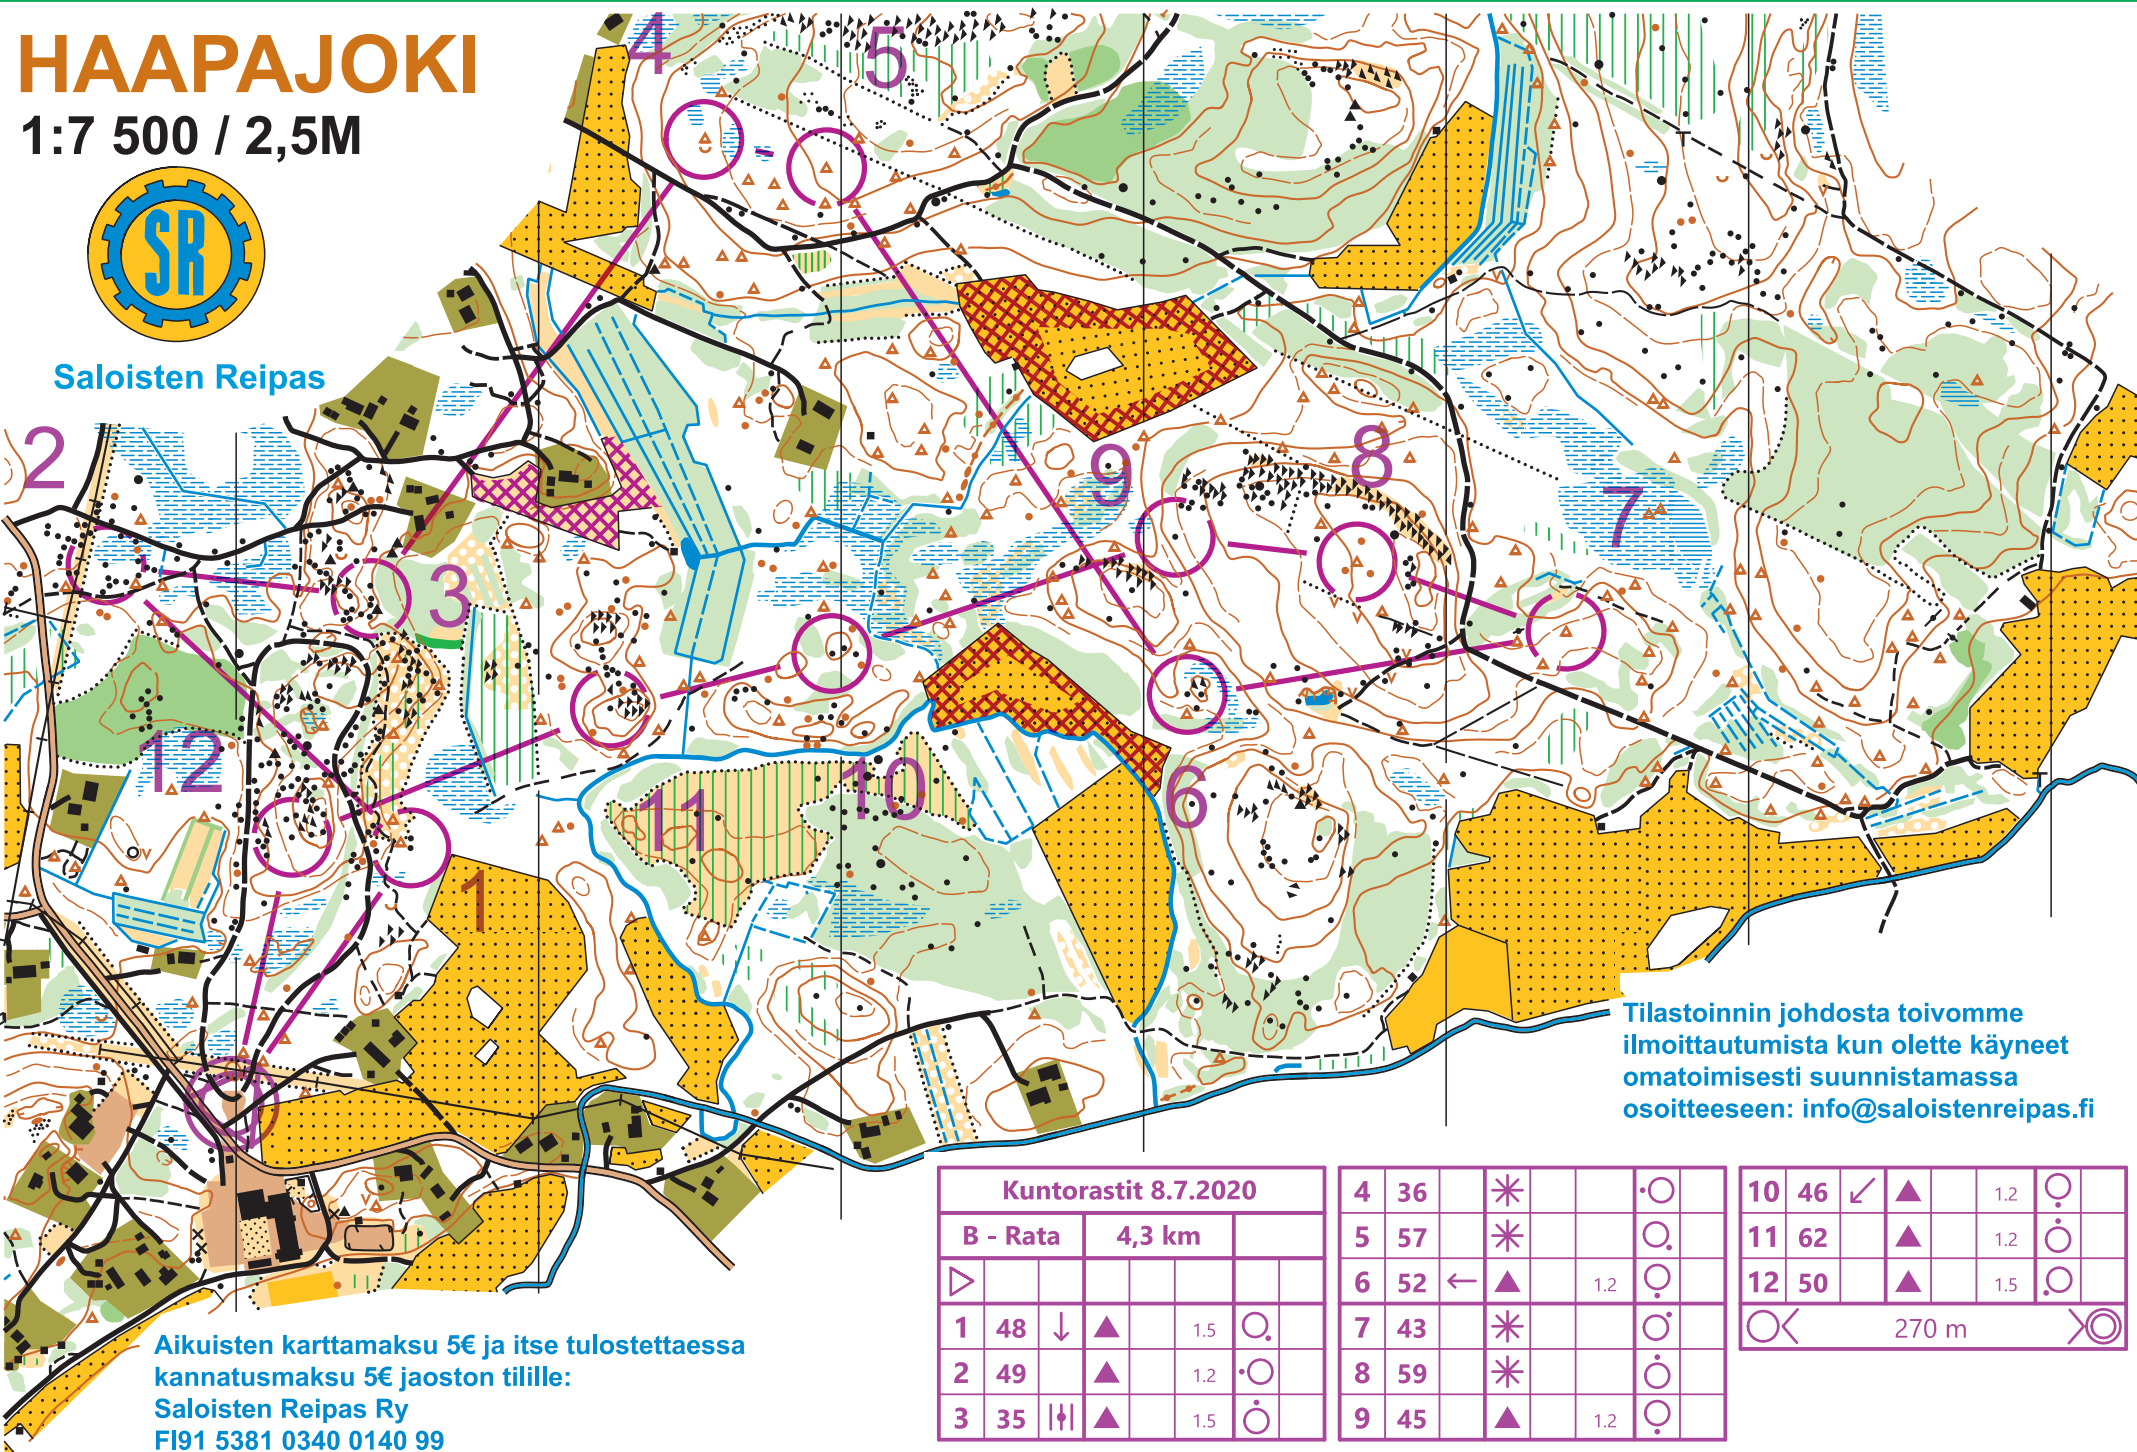 HAAPAJOKI
1:7 500 / 2,5M
SR
Saloisten Reipas
4
5
2
3
8
9
7
12
11
10
6
1
Tilastoinnin johdosta toivomme
ilmoittautumista kun olette käyneet
omatoimisesti suunnistamassa
osoitteeseen: info@saloistenreipas.fi
Kuntorastit 8.7.2020
B - Rata 4,3 km
1 48 1.5
2 49 1.2
3 35 1.5
4 36
5 57
6 52 1.2
7 43
8 59
9 45 1.2
10 46 1.2
11 62 1.2
12 50 1.5
270 m
Aikuisten karttamaksu 5€ ja itse tulostettaessa
kannatusmaksu 5€ jaoston tilille:
Saloisten Reipas Ry
FI91 5381 0340 0140 99